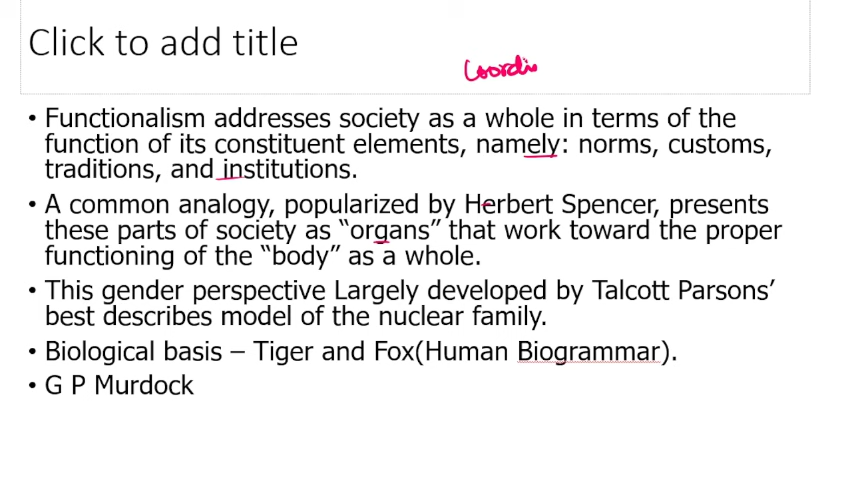 Click to add title
Coordi
• Functionalism addresses society as a whole in terms of the
function of its constituent elements, namely: norms, customs,
traditions, and institutions.
• A common analogy, popularized by Herbert Spencer, presents
these parts of society as “organs” that work toward the proper
functioning of the “body” as a whole.
• This gender perspective Largely developed by Talcott Parsons’
best describes model of the nuclear family.
• Biological basis – Tiger and Fox(Human Biogrammar).
• G P Murdock